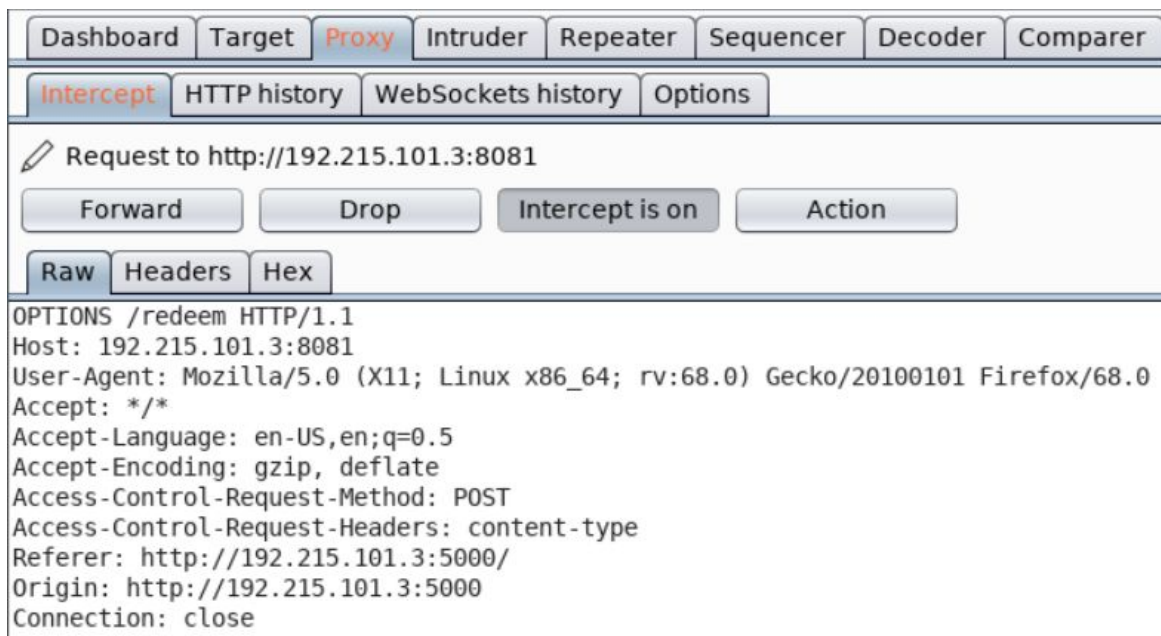 Dashboard Target Proxy Intruder Repeater Sequencer Decoder Comparer
Intercept HTTP history WebSockets history Options
Request to http://192.215.101.3:8081
Forward Drop Intercept is on Action
Raw Headers Hex
OPTIONS /redeem HTTP/1.1
Host: 192.215.101.3:8081
User-Agent: Mozilla/5.0 (X11; Linux x86_64; rv:68.0) Gecko/20100101 Firefox/68.0
Accept: */*
Accept-Language: en-US,en;q=0.5
Accept-Encoding: gzip, deflate
Access-Control-Request-Method: POST
Access-Control-Request-Headers: content-type
Referer: http://192.215.101.3:5000/
Origin: http://192.215.101.3:5000
Connection: close